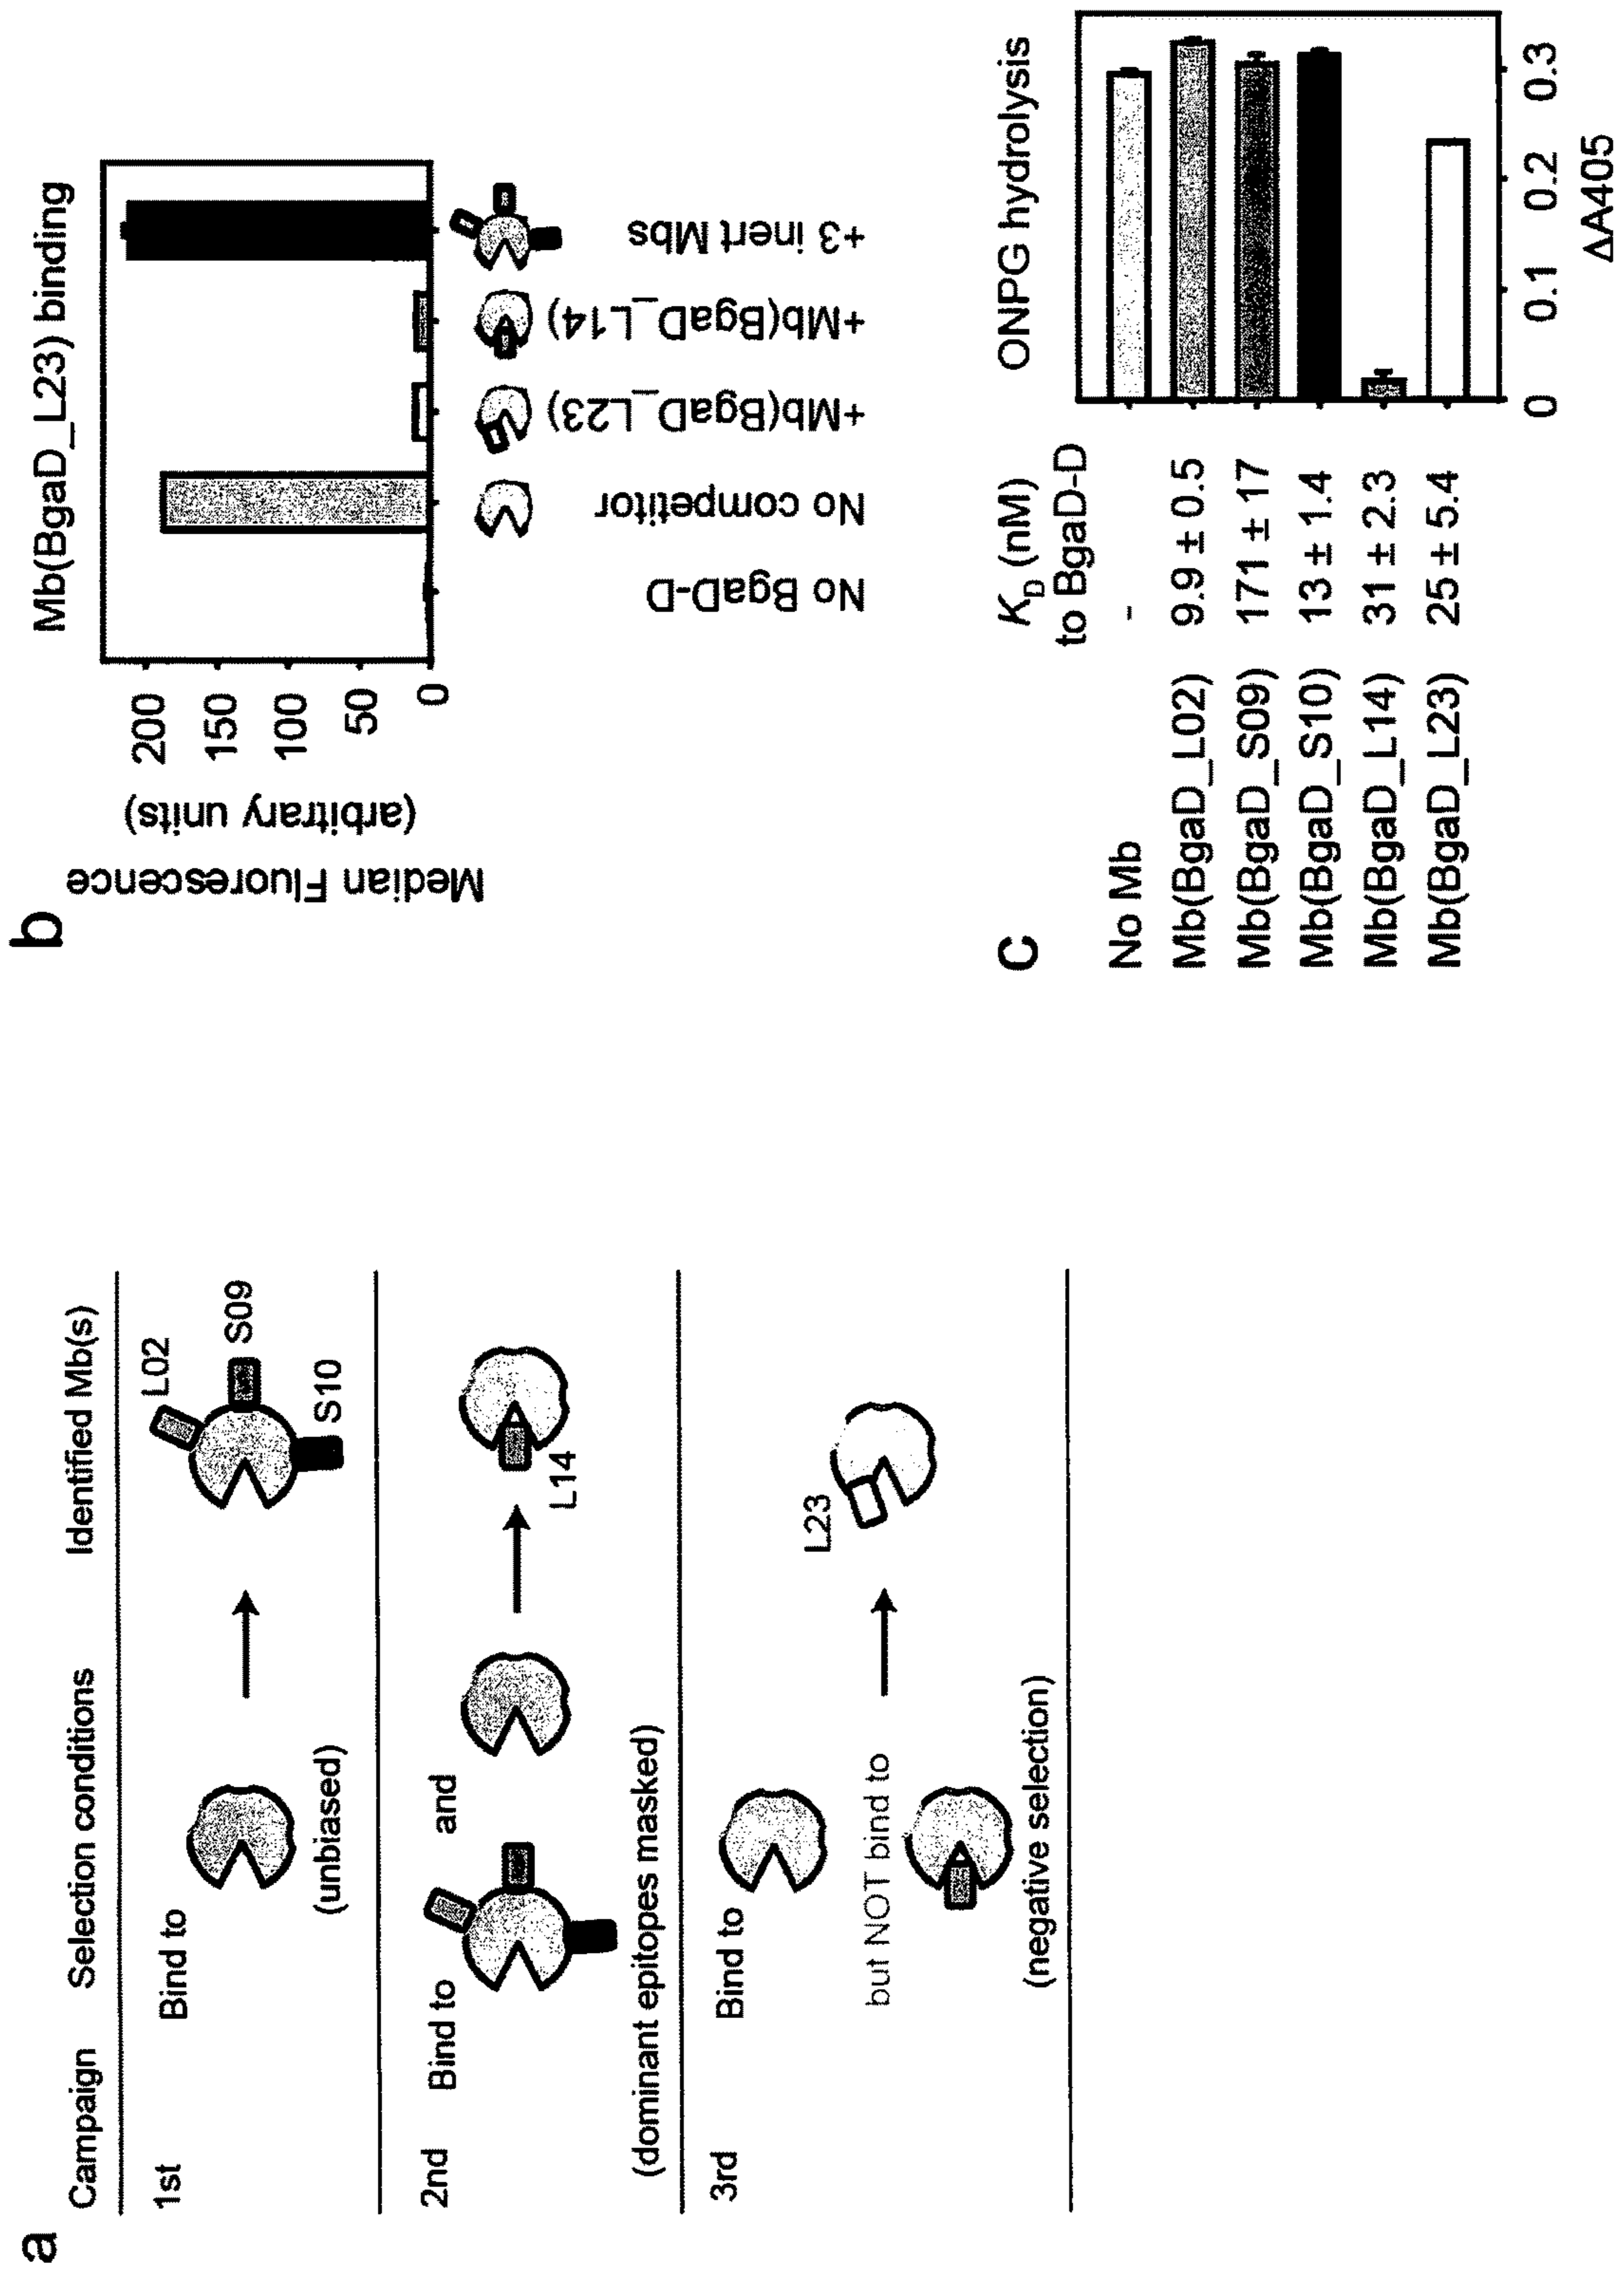 a
Campaign Selection conditions Identified Mb(s)
1st
Bind to
(unbiased)
L02
S09
S10
2nd
Bind to
and
(dominant epitopes masked)
L14
3rd
Bind to
but NOT bind to
(negative selection)
L23
b
Mb(BgaD_L23) binding
Median Fluorescence
(arbitrary units)
200
150
100
50
0
No BgaD-D
No competitor
+Mb(BgaD_L23)
+Mb(BgaD_L14)
+3 inert Mbs
c
KD (nM)
to BgaD-D
ONPG hydrolysis
No Mb -
Mb(BgaD_L02) 9.9 ± 0.5
Mb(BgaD_S09) 171 ± 17
Mb(BgaD_S10) 13 ± 1.4
Mb(BgaD_L14) 31 ± 2.3
Mb(BgaD_L23) 25 ± 5.4
0 0.1 0.2 0.3
ΔA405